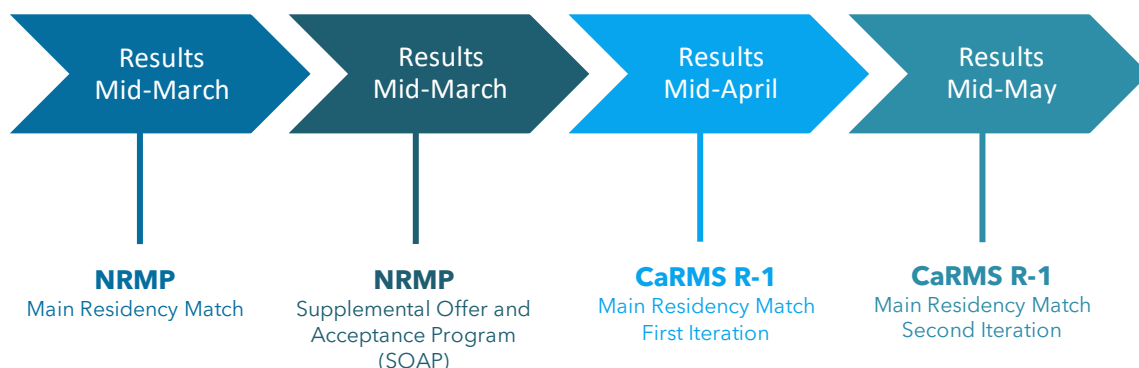 Results
Mid-March
Results
Mid-March
Results
Mid-April
Results
Mid-May
NRMP
Main Residency Match
NRMP
Supplemental Offer and
Acceptance Program
(SOAP)
CaRMS R-1
Main Residency Match
First Iteration
CaRMS R-1
Main Residency Match
Second Iteration